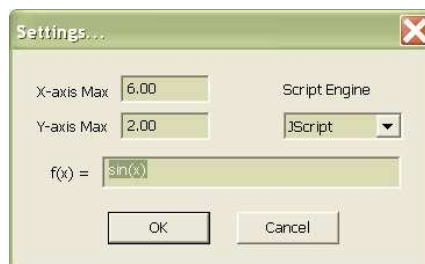 Settings...
X-axis Max 6.00 Script Engine
Y-axis Max 2.00 JScript
f(x) = sin(x)
OK Cancel